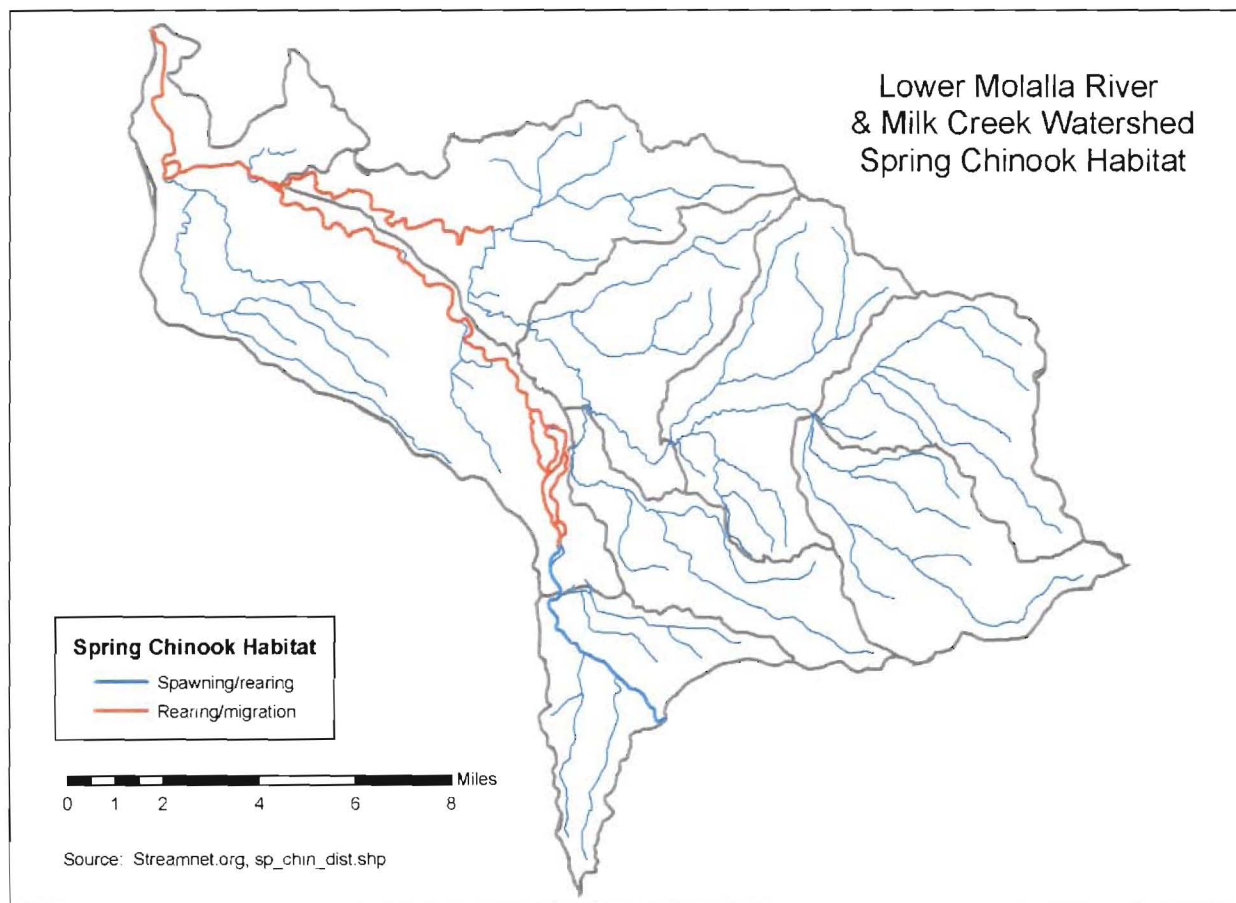 Lower Molalla River
& Milk Creek Watershed
Spring Chinook Habitat
Spring Chinook Habitat
Spawning/rearing
Rearing/migration
Miles
0 1 2 4 6 8
Source: Streamnet.org, sp_chin_dist.shp